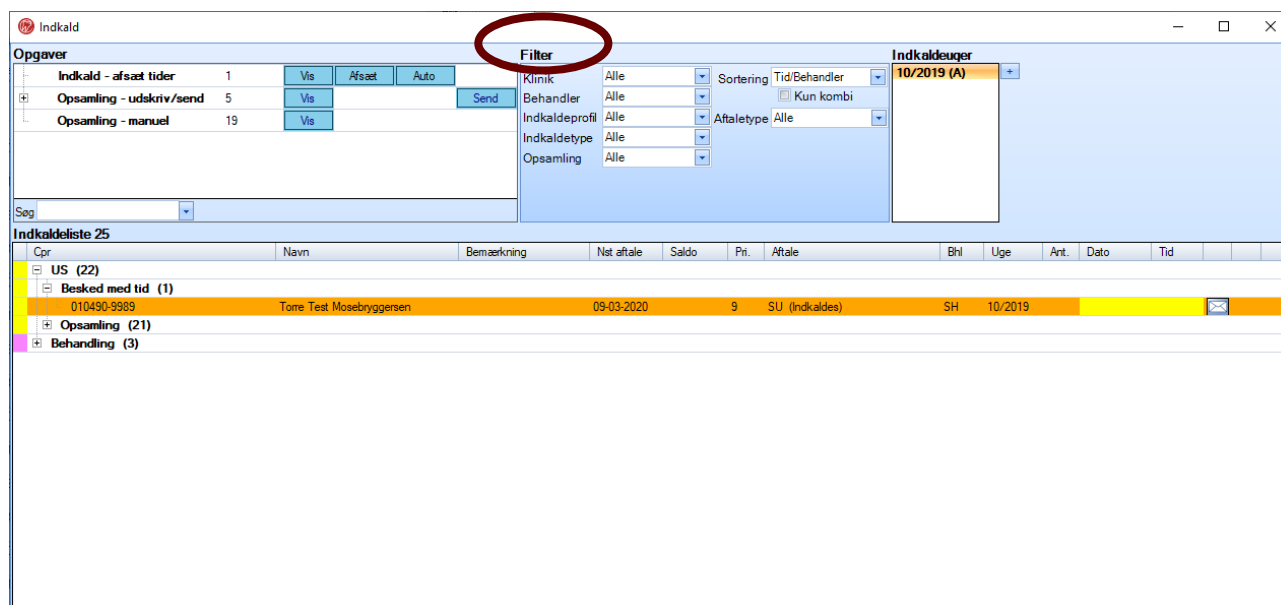 Indkald
Opgaver
Indkald - afsæt tider 1 Vis Afsæt Auto
Opsamling - udskriv/send 5 Vis Send
Opsamling - manuel 19 Vis
Søg
Filter
Klinik Alle Sortering Tid/Behandler
Behandler Alle Kun kombi
Indkaldeprofil Alle Aftaletype Alle
Indkaldetype Alle
Opsamling Alle
Indkaldeuger
10/2019 (A) +
Indkaldeliste 25
Cpr Navn Bemærkning Nst aftale Saldo Pri. Aftale Bhl Uge Ant. Dato Tid
US (22)
Besked med tid (1)
010490-9989 Torre Test Mosebryggersen 09-03-2020 9 SU (Indkaldes) SH 10/2019
Opsamling (21)
Behandling (3)